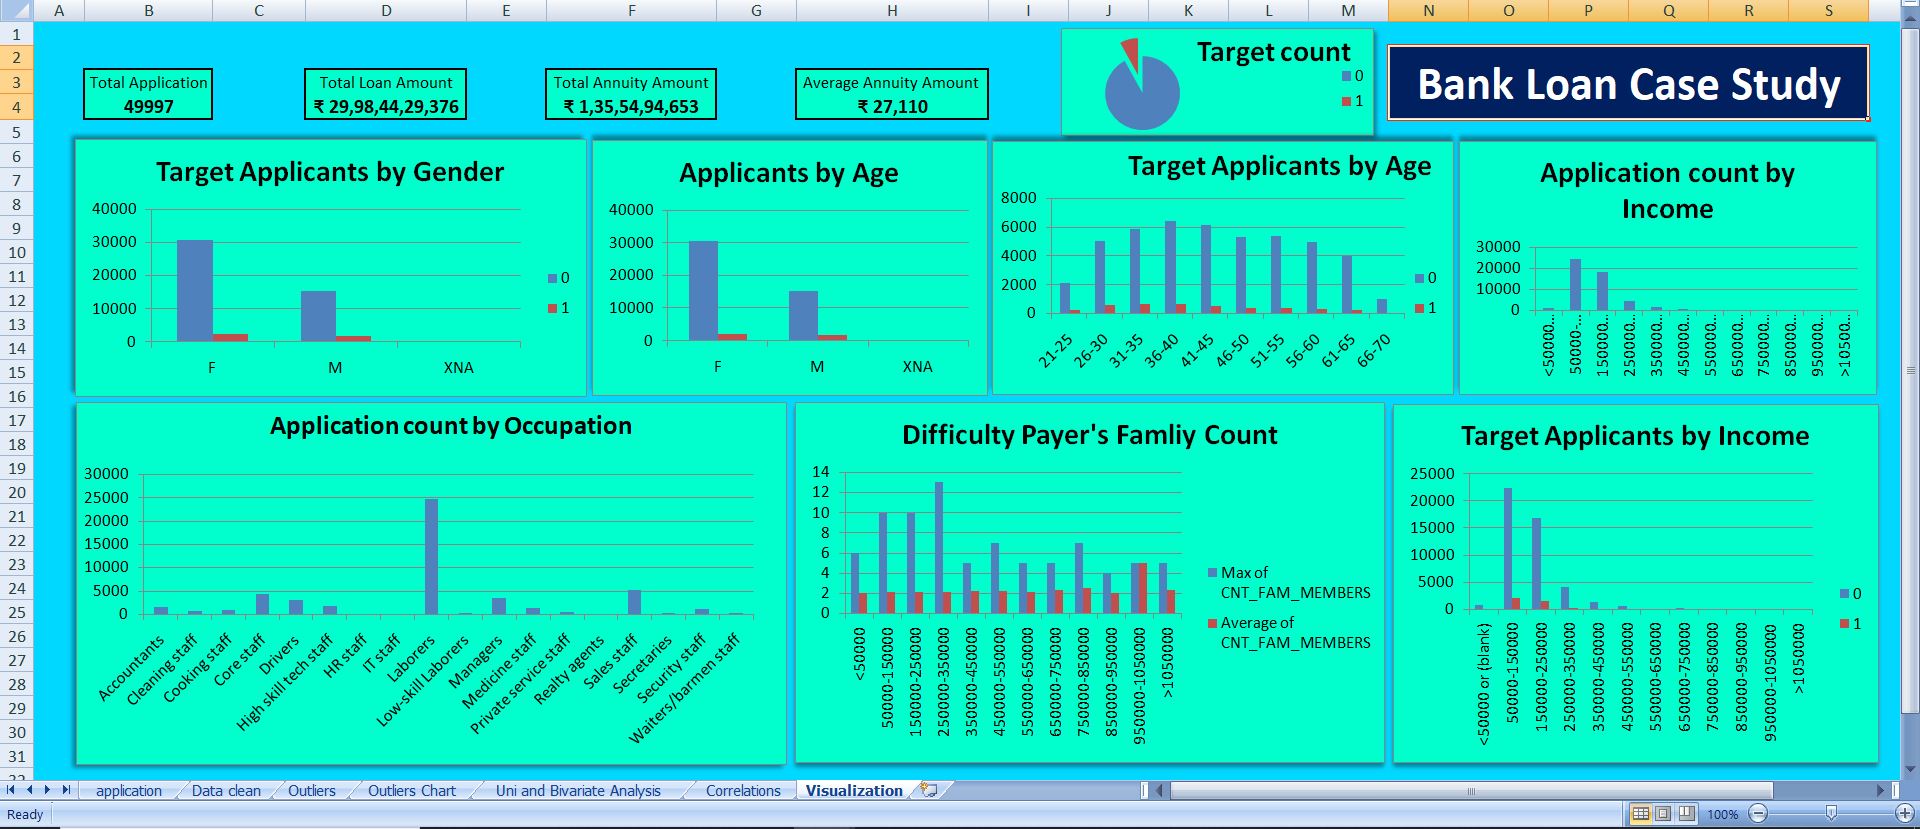 A B C D E F G H I J K L M N O P Q R S
1
2
3
4
5
6
7
8
9
10
11
12
13
14
15
16
17
18
19
20
21
22
23
24
25
26
27
28
29
30
31
Total Application
49997
Total Loan Amount
₹ 29,98,44,29,376
Total Annuity Amount
₹ 1,35,54,94,653
Average Annuity Amount
₹ 27,110
Target count
0
1
Bank Loan Case Study
Target Applicants by Gender
40000
30000
20000
10000
0
F M XNA
0
1
Applicants by Age
40000
30000
20000
10000
0
F M XNA
Target Applicants by Age
8000
6000
4000
2000
0
21-25 26-30 31-35 36-40 41-45 46-50 51-55 56-60 61-65 66-70
0
1
Application count by
Income
30000
20000
10000
0
<50000... 50000-... 150000... 250000... 350000... 450000... 550000... 650000... 750000... 850000... 950000... >10500...
Application count by Occupation
30000
25000
20000
15000
10000
5000
0
Accountants
Cleaning staff
Cooking staff
Core staff
Drivers
High skill tech staff
HR staff
IT staff
Laborers
Low-skill Laborers
Managers
Medicine staff
Private service staff
Realty agents
Sales staff
Secretaries
Security staff
Waiters/barmen staff
Difficulty Payer's Famliy Count
14
12
10
8
6
4
2
0
<50000
50000-150000
150000-250000
250000-350000
350000-450000
450000-550000
550000-650000
650000-750000
750000-850000
850000-950000
950000-1050000
>1050000
Max of
CNT_FAM_MEMBERS
Average of
CNT_FAM_MEMBERS
Target Applicants by Income
25000
20000
15000
10000
5000
0
<50000 or (blank)
50000-150000
150000-250000
250000-350000
350000-450000
450000-550000
550000-650000
650000-750000
750000-850000
850000-950000
950000-1050000
>1050000
0
1
application Data clean Outliers Outliers Chart Uni and Bivariate Analysis Correlations Visualization
Ready 100%